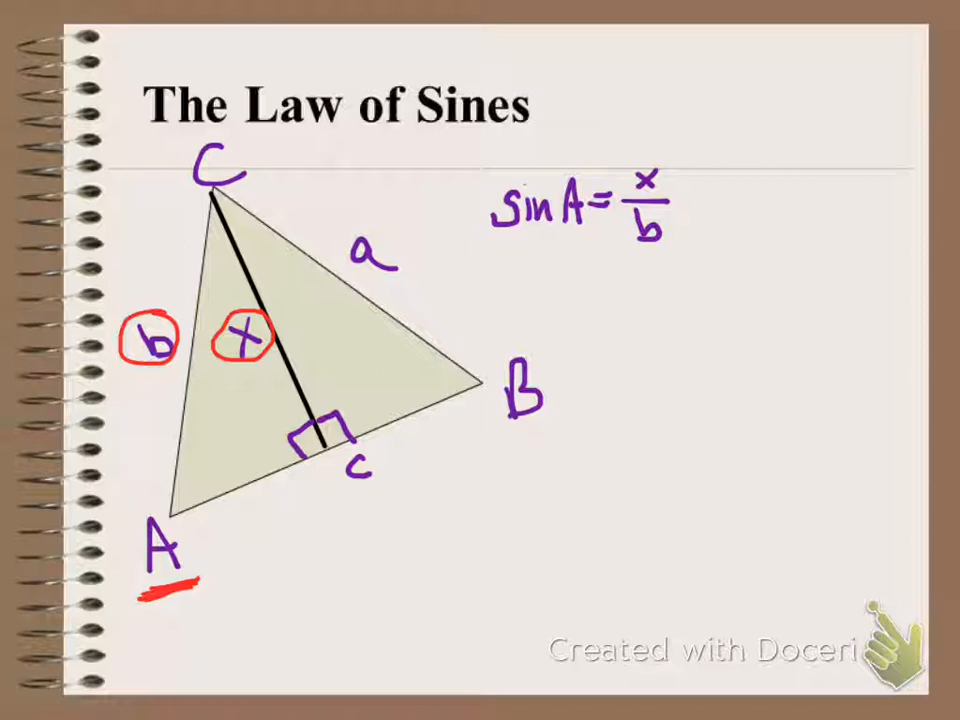 The Law of Sines
C
sin A = x/b
a
b
x
B
c
A
Created with Doceri